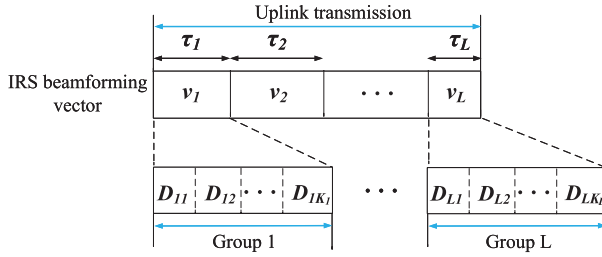 Uplink transmission
τ1 τ2 τL
IRS beamforming vector
v1 v2 ... vL
D11 D12 ... D1K1 ... DL1 DL2 ... DLKL
Group 1 Group L